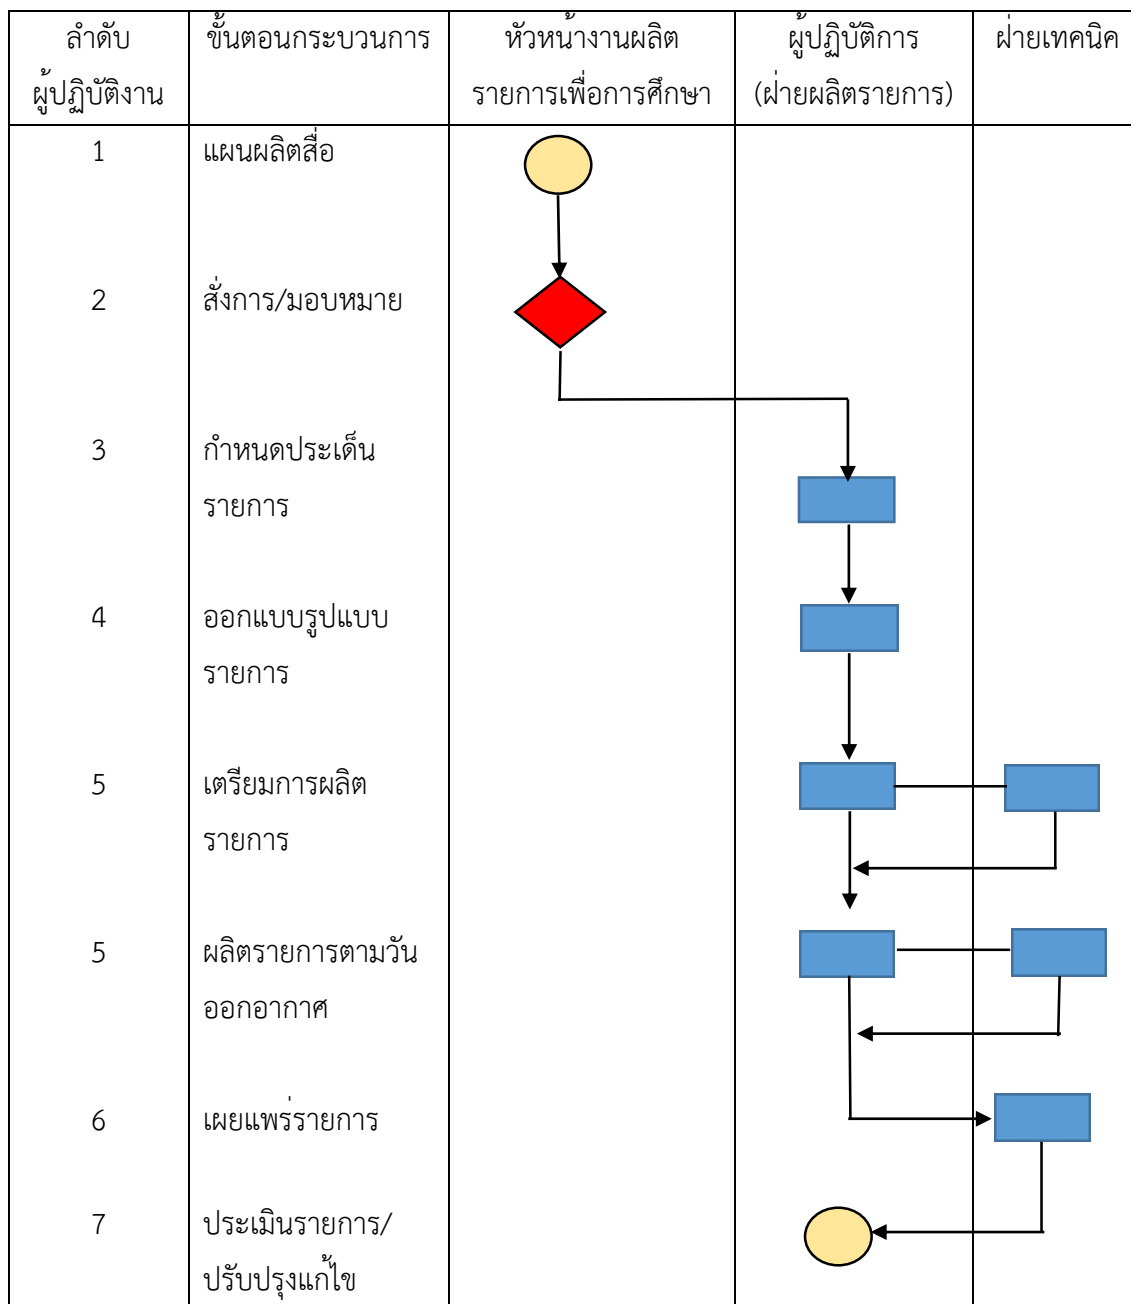 ลำดับ
ผู้ปฏิบัติงาน
ขั้นตอนกระบวนการ
หัวหน้างานผลิต
รายการเพื่อการศึกษา
ผู้ปฏิบัติการ
(ฝ่ายผลิตรายการ)
ฝ่ายเทคนิค
1
แผนผลิตสื่อ
2
สั่งการ/มอบหมาย
3
กำหนดประเด็น
รายการ
4
ออกแบบรูปแบบ
รายการ
5
เตรียมการผลิต
รายการ
5
ผลิตรายการตามวัน
ออกอากาศ
6
เผยแพร่รายการ
7
ประเมินรายการ/
ปรับปรุงแก้ไข